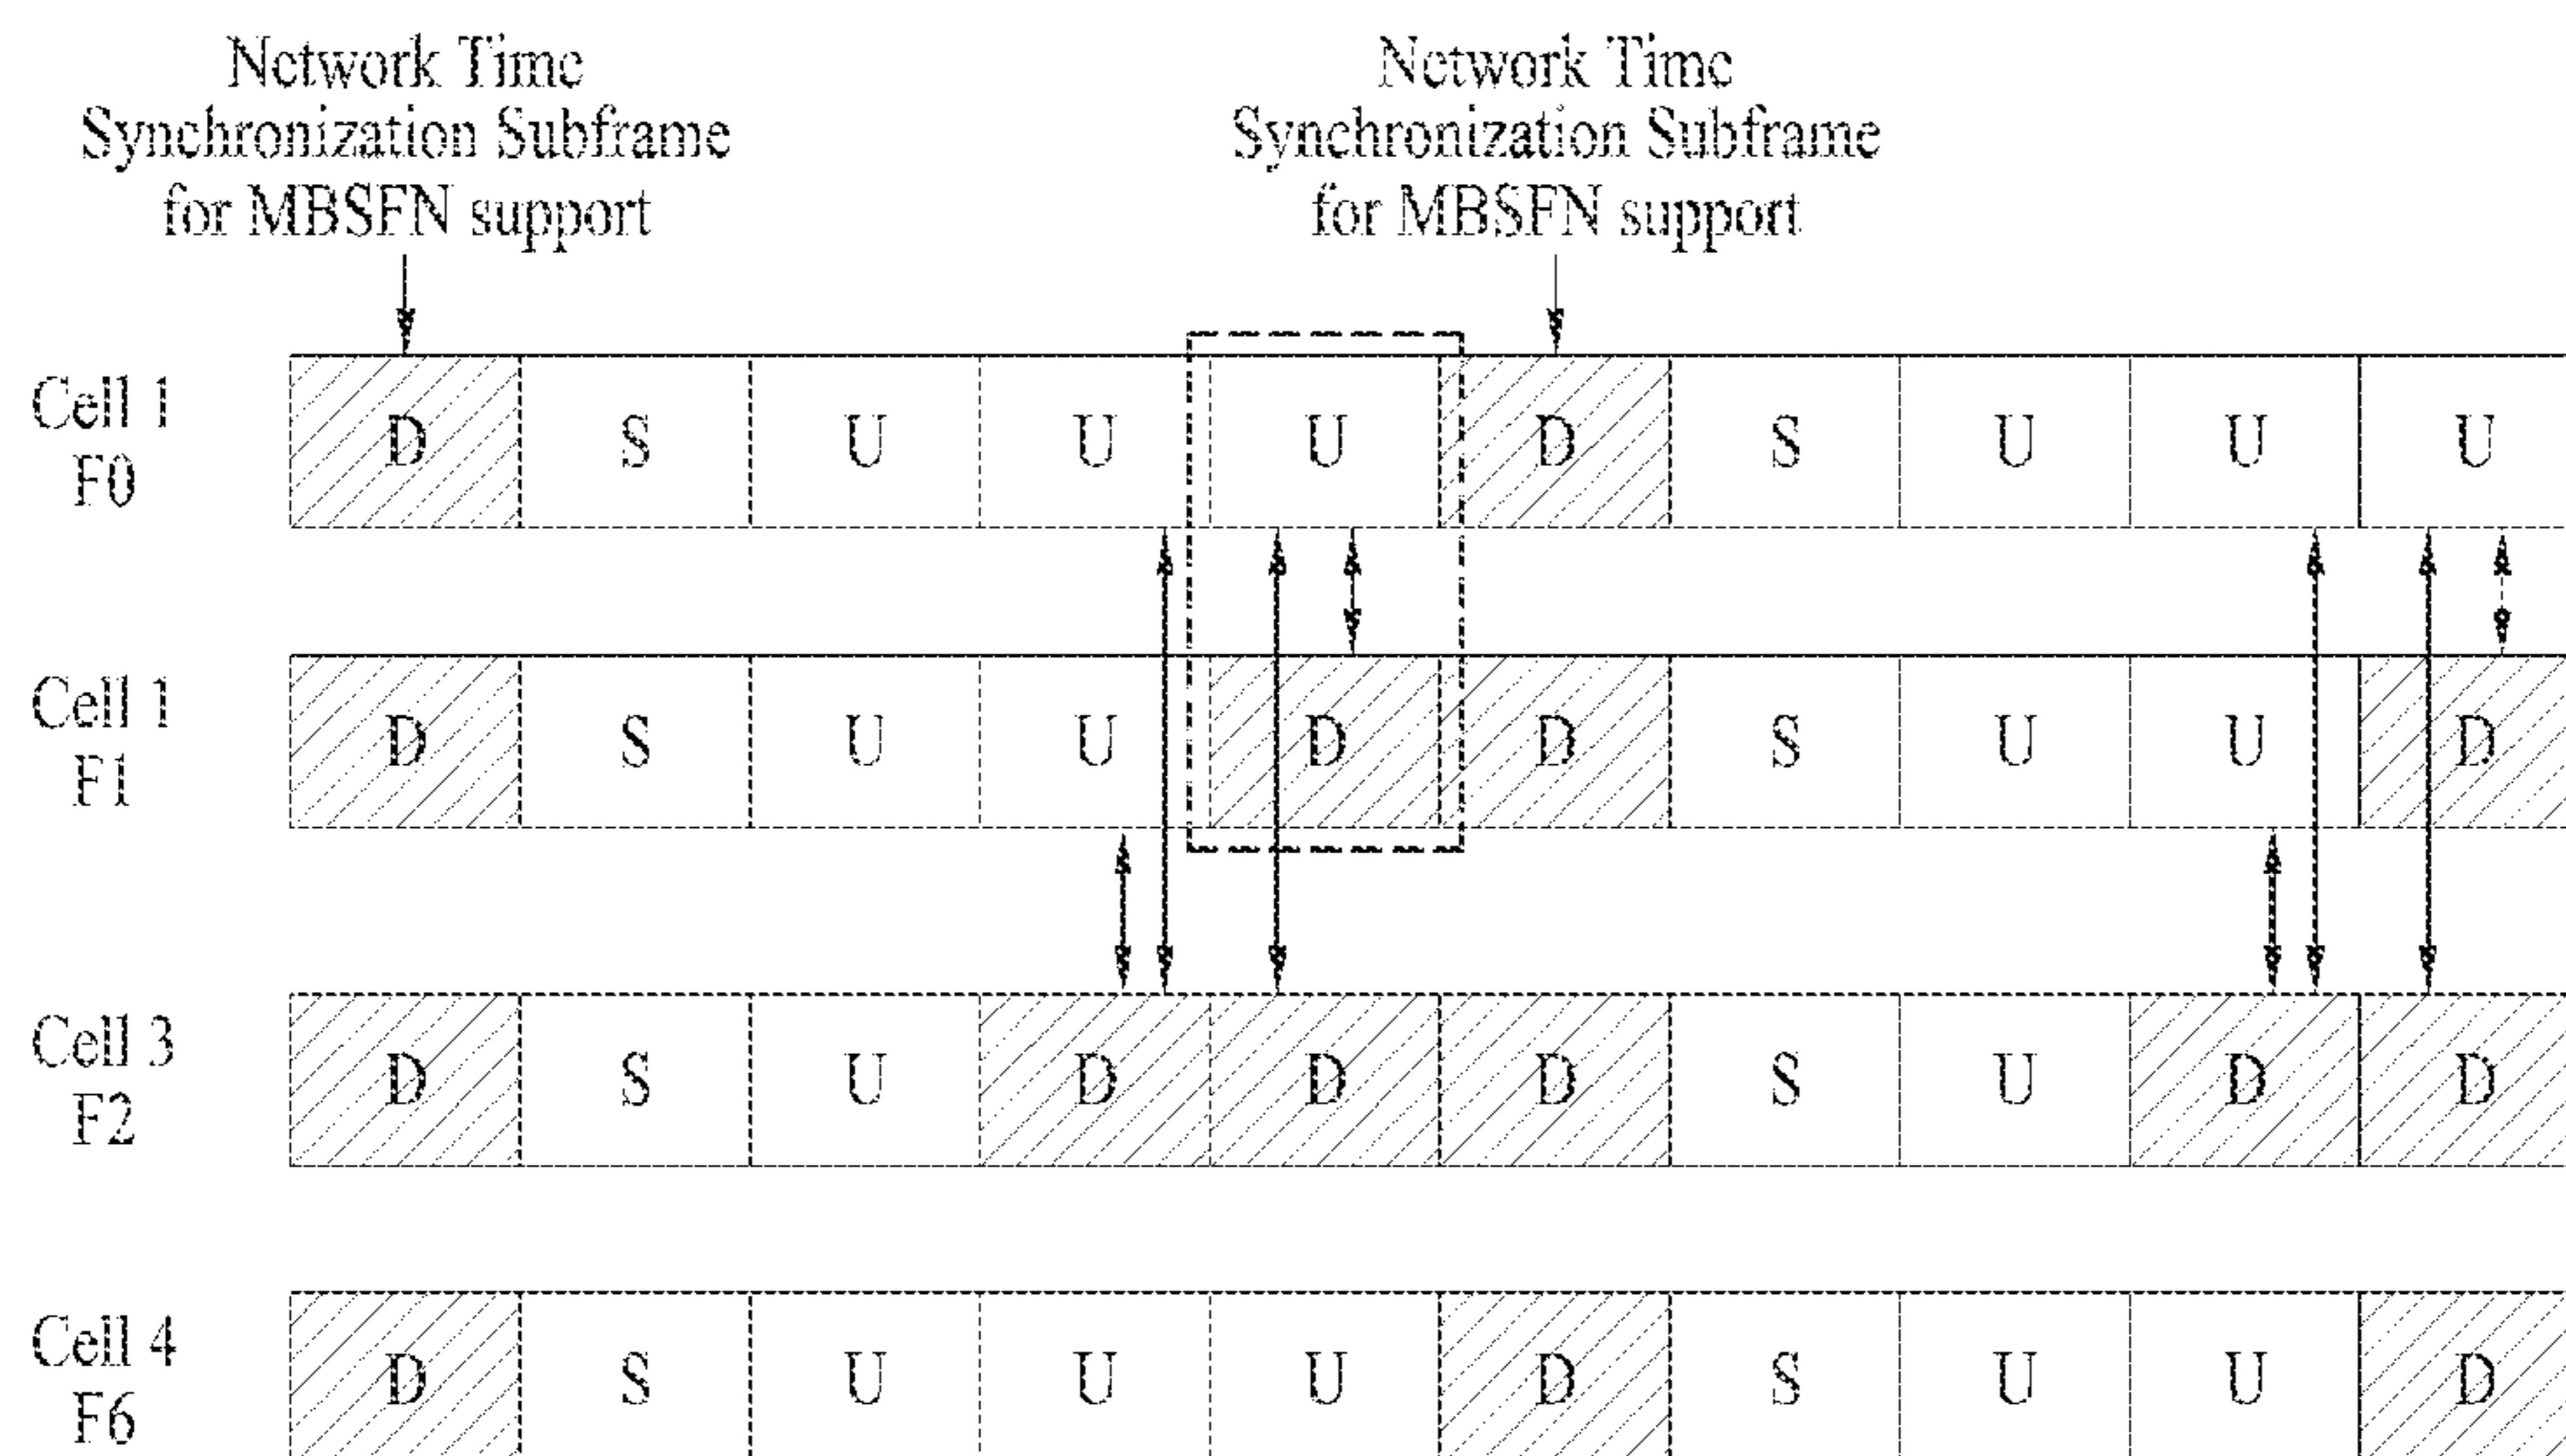 Network Time
Synchronization Subframe
for MBSFN support
Network Time
Synchronization Subframe
for MBSFN support
Cell 1
F0
D S U U U D S U U U
Cell 1
F1
D S U U D D S U U D
Cell 3
F2
D S U D D D S U D D
Cell 4
F6
D S U U U D S U U D